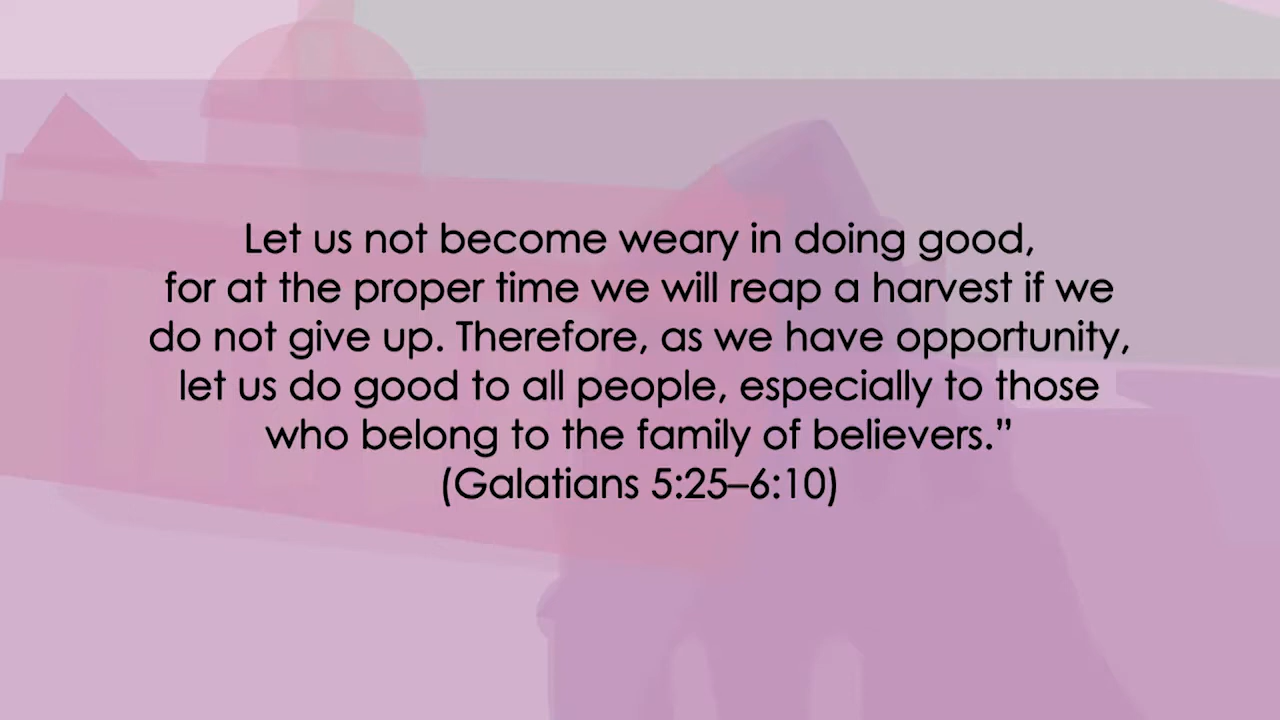 Let us not become weary in doing good,
for at the proper time we will reap a harvest if we
do not give up. Therefore, as we have opportunity,
let us do good to all people, especially to those
who belong to the family of believers.”
(Galatians 5:25–6:10)